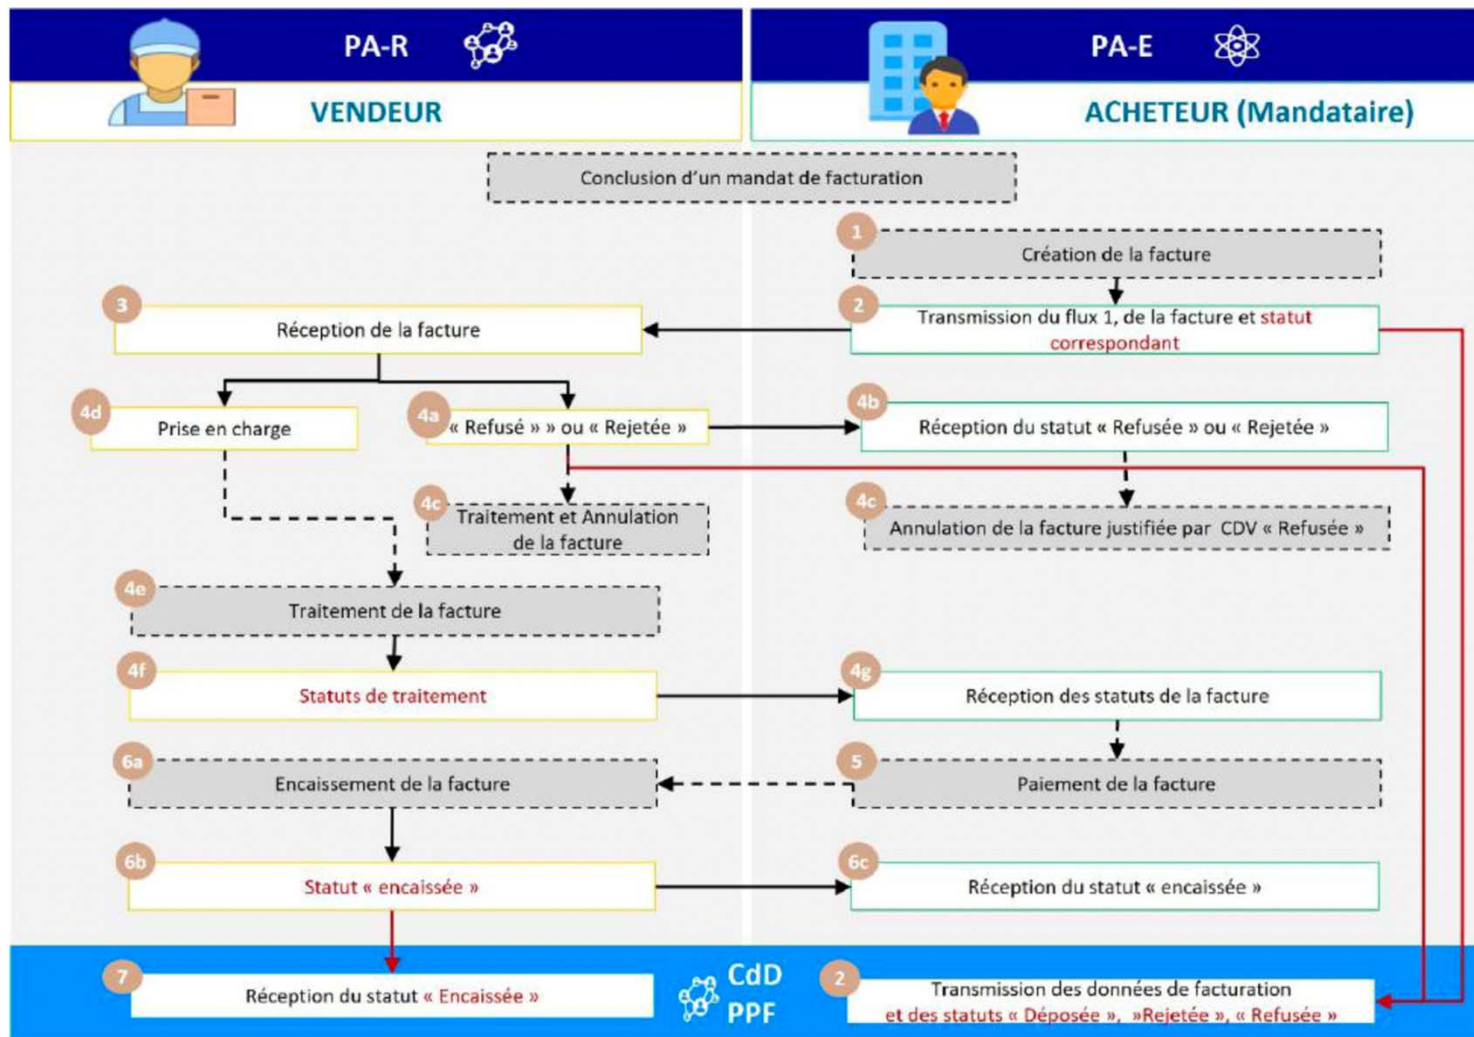 PA-R
PA-E
VENDEUR
ACHETEUR (Mandataire)
Conclusion d'un mandat de facturation
1
Création de la facture
3
Réception de la facture
2
Transmission du flux 1, de la facture et statut
correspondant
4d
Prise en charge
4a
« Refusé » » ou « Rejetée »
4b
Réception du statut « Refusée » ou « Rejetée »
4c
Traitement et Annulation
de la facture
4c
Annulation de la facture justifiée par CDV « Refusée »
4e
Traitement de la facture
4f
Statuts de traitement
4g
Réception des statuts de la facture
6a
Encaissement de la facture
5
Paiement de la facture
6b
Statut « encaissée »
6c
Réception du statut « encaissée »
7
Réception du statut « Encaissée »
CdD
PPF
2
Transmission des données de facturation
et des statuts « Déposée », »Rejetée », « Refusée »